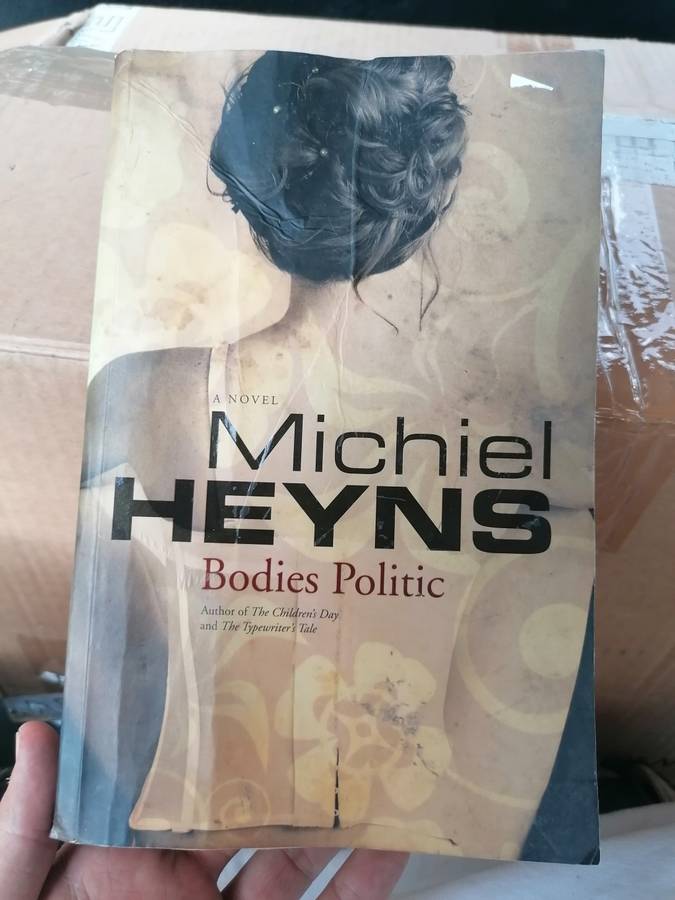 A NOVEL
Michiel
HEYNS
Bodies Politic
Author of The Children's Day
and The Typewriter's Tale